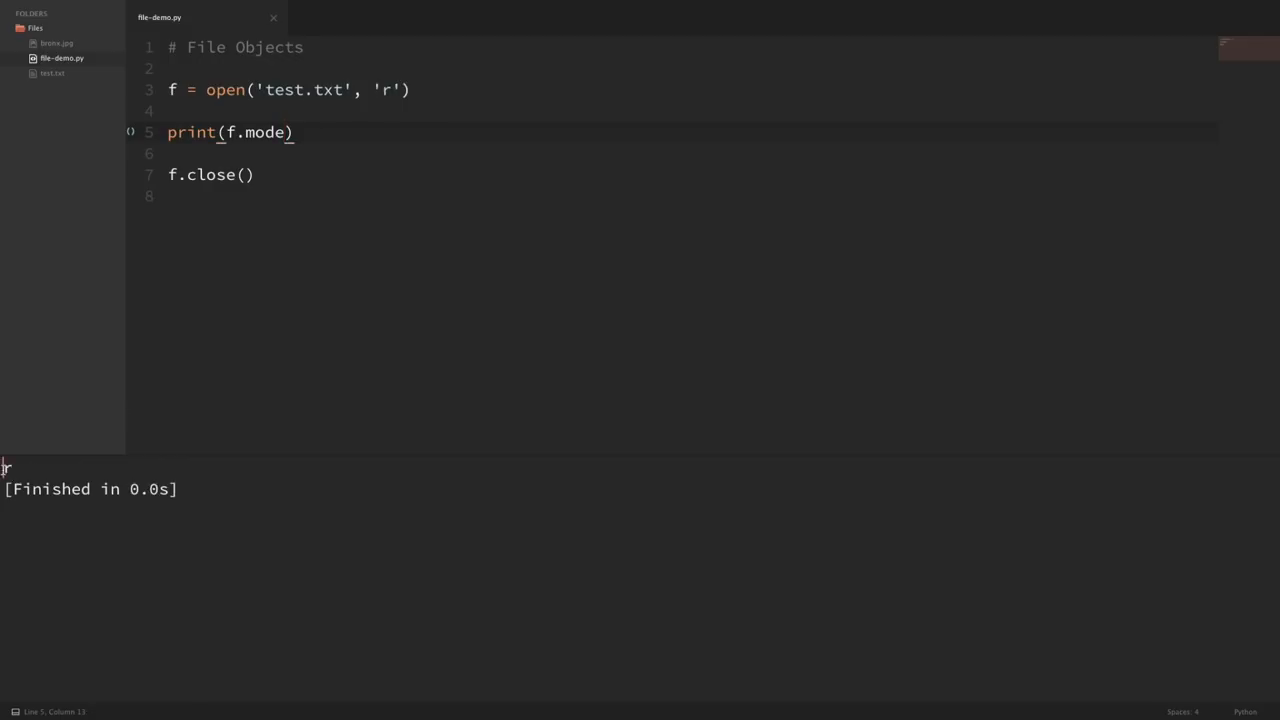 FOLDERS
Files
bronx.jpg
file-demo.py
test.txt
file-demo.py ×
1 # File Objects
2
3 f = open('test.txt', 'r')
4
() 5 print(f.mode)
6
7 f.close()
8
r
[Finished in 0.0s]
Line 5, Column 13 Spaces: 4 Python